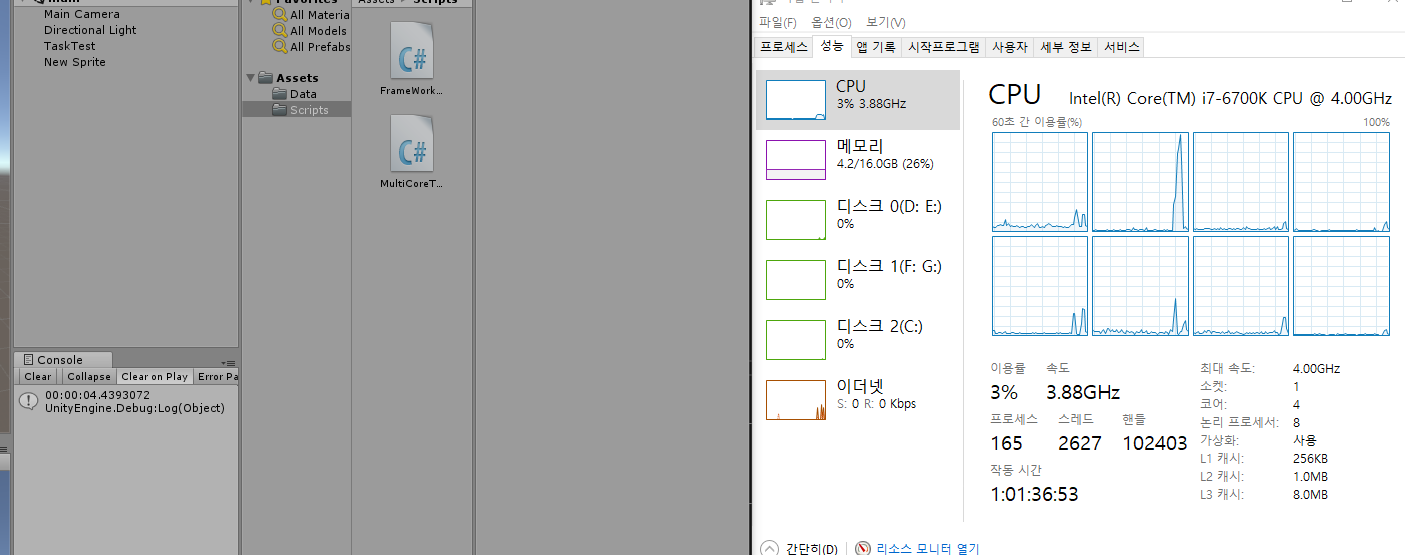 Main Camera
Directional Light
TaskTest
New Sprite
Favorites
All Materia
All Models
All Prefabs
Assets
Data
Scripts
Assets Scripts
FrameWork...
MultiCoreT...
Console
Clear
Collapse
Clear on Play
Error Pa
00:00:04.4393072
UnityEngine.Debug:Log(Object)
파일(F) 옵션(O) 보기(V)
프로세스 성능 앱 기록 시작프로그램 사용자 세부 정보 서비스
CPU
3% 3.88GHz
메모리
4.2/16.0GB (26%)
디스크 0(D: E:)
0%
디스크 1(F: G:)
0%
디스크 2(C:)
0%
이더넷
S: 0 R: 0 Kbps
CPU Intel(R) Core(TM) i7-6700K CPU @ 4.00GHz
60초 간 이용률(%) 100%
이용률 속도
3% 3.88GHz
프로세스 스레드 핸들
165 2627 102403
작동 시간
1:01:36:53
최대 속도: 4.00GHz
소켓: 1
코어: 4
논리 프로세서: 8
가상화: 사용
L1 캐시: 256KB
L2 캐시: 1.0MB
L3 캐시: 8.0MB
간단히(D) 리소스 모니터 열기